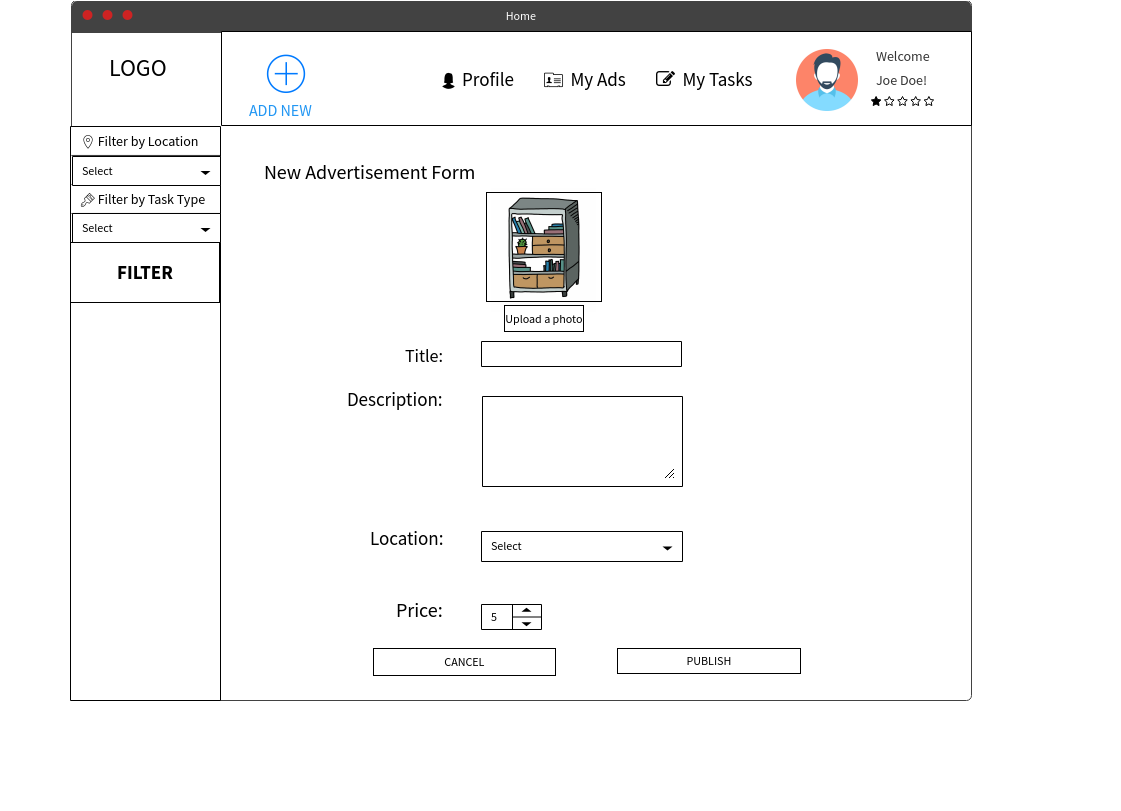 Home
LOGO
ADD NEW
Profile
My Ads
My Tasks
Welcome
Joe Doe!
Filter by Location
Select
Filter by Task Type
Select
FILTER
New Advertisement Form
Upload a photo
Title:
Description:
Location:
Select
Price:
5
CANCEL
PUBLISH